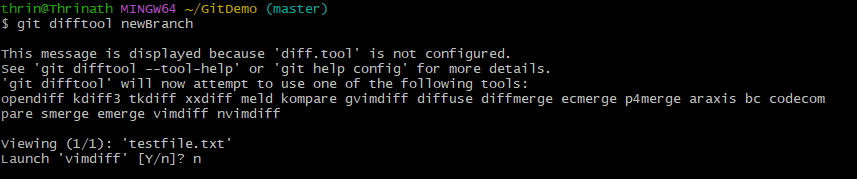 thrin@Thrinath MINGW64 ~/GitDemo (master)
$ git difftool newBranch
This message is displayed because 'diff.tool' is not configured.
See 'git difftool --tool-help' or 'git help config' for more details.
'git difftool' will now attempt to use one of the following tools:
opendiff kdiff3 tkdiff xxdiff meld kompare gvimdiff diffuse diffmerge ecmerge p4merge araxis bc codecom
pare smerge emerge vimdiff nvimdiff
Viewing (1/1): 'testfile.txt'
Launch 'vimdiff' [Y/n]? n